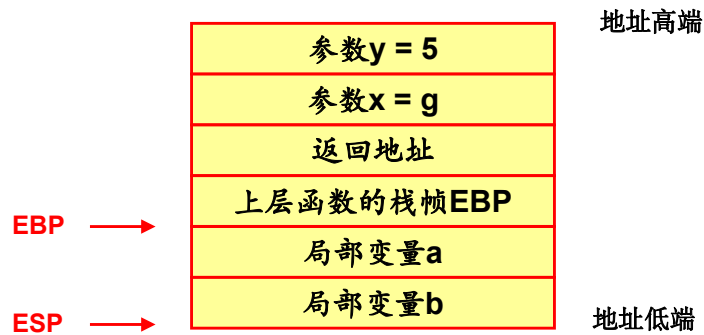 地址高端
参数y = 5
参数x = g
返回地址
上层函数的栈帧EBP
EBP
局部变量a
局部变量b
ESP
地址低端